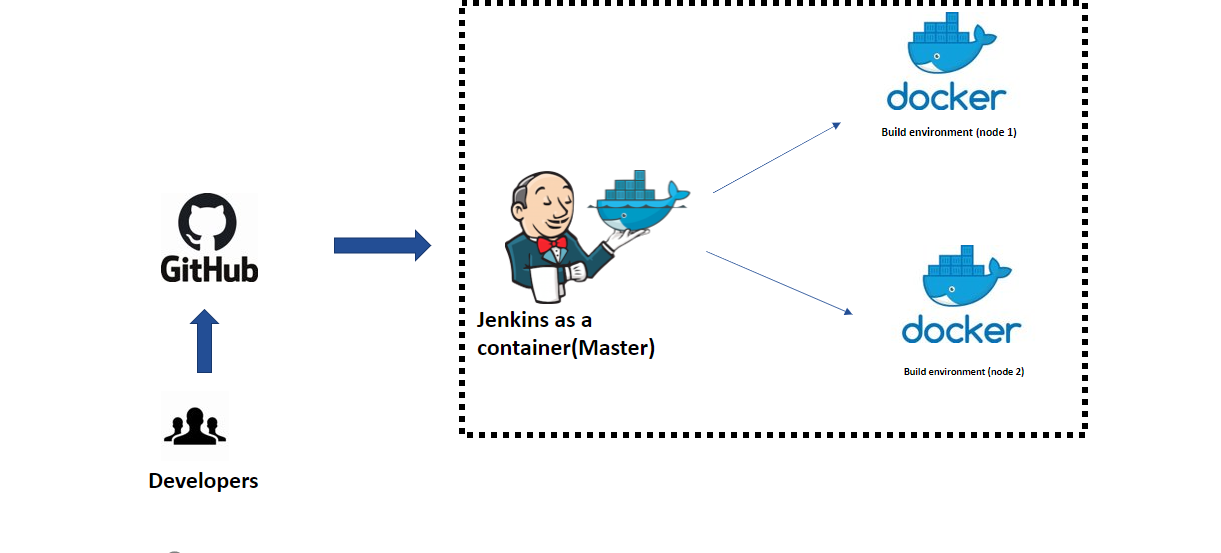 docker
Build environment (node 1)
GitHub
Jenkins as a
container(Master)
docker
Build environment (node 2)
Developers